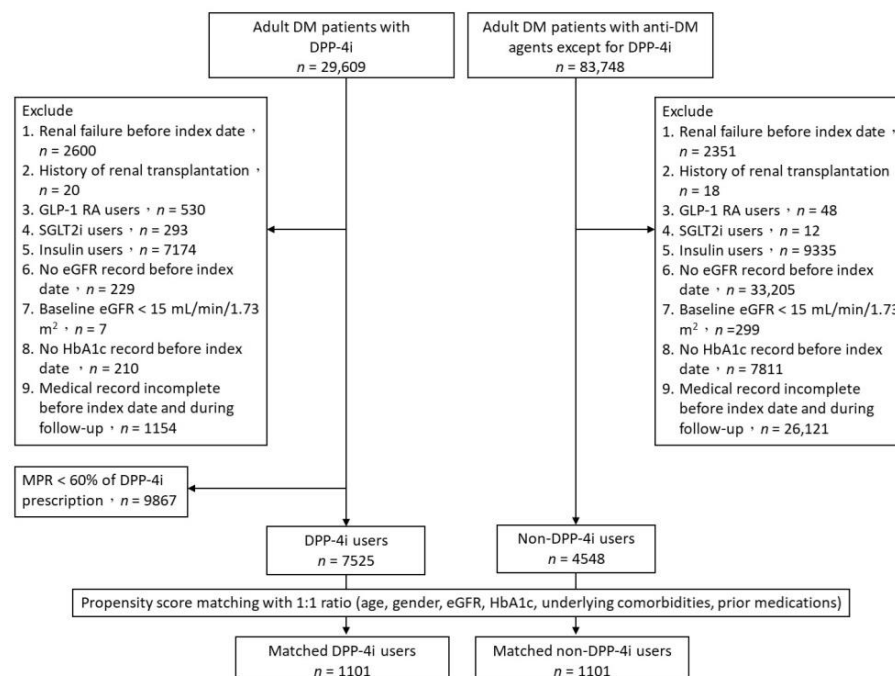 Adult DM patients with
DPP-4i
n = 29,609
Adult DM patients with anti-DM
agents except for DPP-4i
n = 83,748
Exclude
1. Renal failure before index date，
n = 2600
2. History of renal transplantation，
n = 20
3. GLP-1 RA users，n = 530
4. SGLT2i users，n = 293
5. Insulin users，n = 7174
6. No eGFR record before index
date，n = 229
7. Baseline eGFR < 15 mL/min/1.73
m²，n = 7
8. No HbA1c record before index
date ，n = 210
9. Medical record incomplete
before index date and during
follow-up，n = 1154
Exclude
1. Renal failure before index date，
n = 2351
2. History of renal transplantation
n = 18
3. GLP-1 RA users，n = 48
4. SGLT2i users，n = 12
5. Insulin users，n = 9335
6. No eGFR record before index
date，n = 33,205
7. Baseline eGFR < 15 mL/min/1.73
m²，n =299
8. No HbA1c record before index
date ，n = 7811
9. Medical record incomplete
before index date and during
follow-up，n = 26,121
MPR < 60% of DPP-4i
prescription，n = 9867
DPP-4i users
n = 7525
Non-DPP-4i users
n = 4548
Propensity score matching with 1:1 ratio (age, gender, eGFR, HbA1c, underlying comorbidities, prior medications)
Matched DPP-4i users
n = 1101
Matched non-DPP-4i users
n = 1101